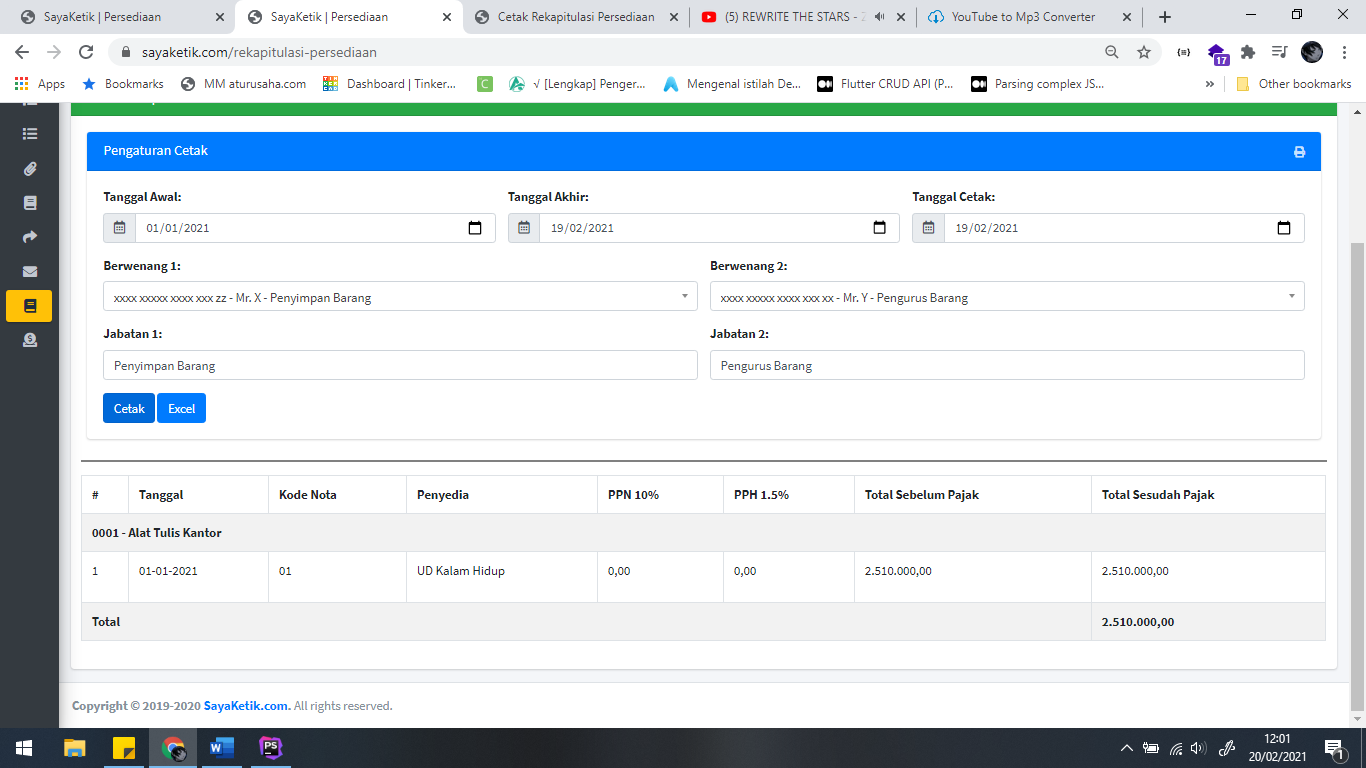 SayaKetik | Persediaan
SayaKetik | Persediaan
Cetak Rekapitulasi Persediaan
(5) REWRITE THE STARS -
YouTube to Mp3 Converter
sayaketik.com/rekapitulasi-persediaan
17
Apps
Bookmarks
MM aturusaha.com
Dashboard | Tinker...
C
√ [Lengkap] Penger...
Mengenal istilah De...
Flutter CRUD API (P...
Parsing complex JS...
»
Other bookmarks
Pengaturan Cetak
Tanggal Awal: Tanggal Akhir: Tanggal Cetak:
01/01/2021 19/02/2021 19/02/2021
Berwenang 1: Berwenang 2:
xxxx xxxxx xxxx xxx zz - Mr. X - Penyimpan Barang xxxx xxxxx xxxx xxx xx - Mr. Y - Pengurus Barang
Jabatan 1: Jabatan 2:
Penyimpan Barang Pengurus Barang
Cetak Excel
# Tanggal Kode Nota Penyedia PPN 10% PPH 1.5% Total Sebelum Pajak Total Sesudah Pajak
0001 - Alat Tulis Kantor
1 01-01-2021 01 UD Kalam Hidup 0,00 0,00 2.510.000,00 2.510.000,00
Total 2.510.000,00
Copyright © 2019-2020 SayaKetik.com. All rights reserved.
W
PS
12:01
20/02/2021
1